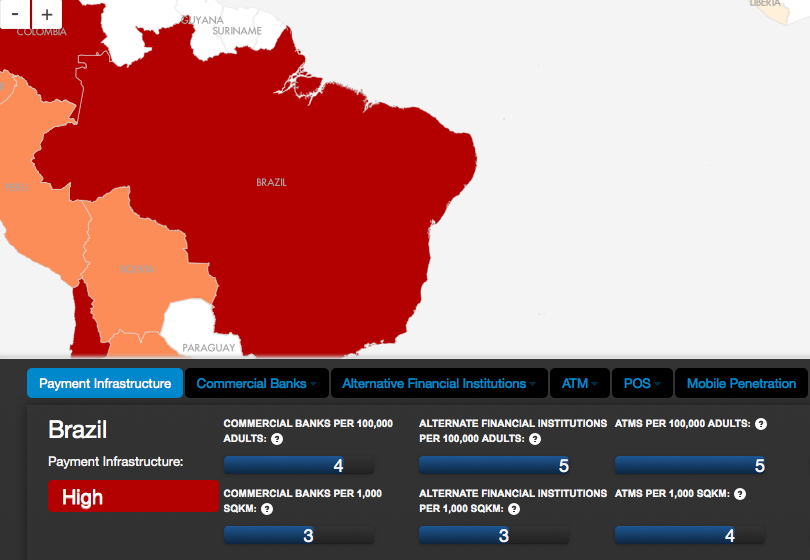 LIBERIA
- +
GUYANA
COLOMBIA
SURINAME
BRAZIL
PERU
BOLIVIA
PARAGUAY
Payment Infrastructure
Commercial Banks
Alternative Financial Institutions
ATM
POS
Mobile Penetration
Brazil
Payment Infrastructure:
High
COMMERCIAL BANKS PER 100,000
ADULTS: ?
4
ALTERNATE FINANCIAL INSTITUTIONS
PER 100,000 ADULTS: ?
5
ATMS PER 100,000 ADULTS: ?
5
COMMERCIAL BANKS PER 1,000
SQKM: ?
3
ALTERNATE FINANCIAL INSTITUTIONS
PER 1,000 SQKM: ?
3
ATMS PER 1,000 SQKM: ?
4